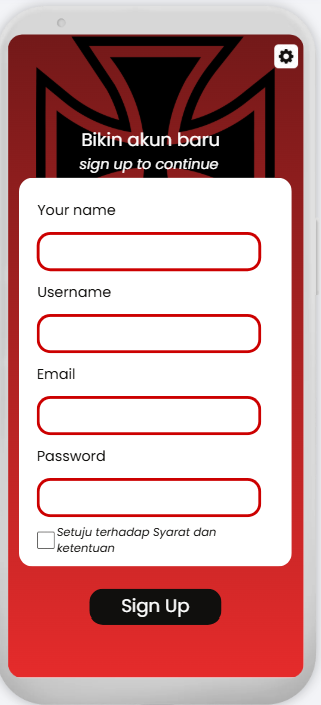 Bikin akun baru
sign up to continue
Your name
Username
Email
Password
Setuju terhadap Syarat dan
ketentuan
Sign Up